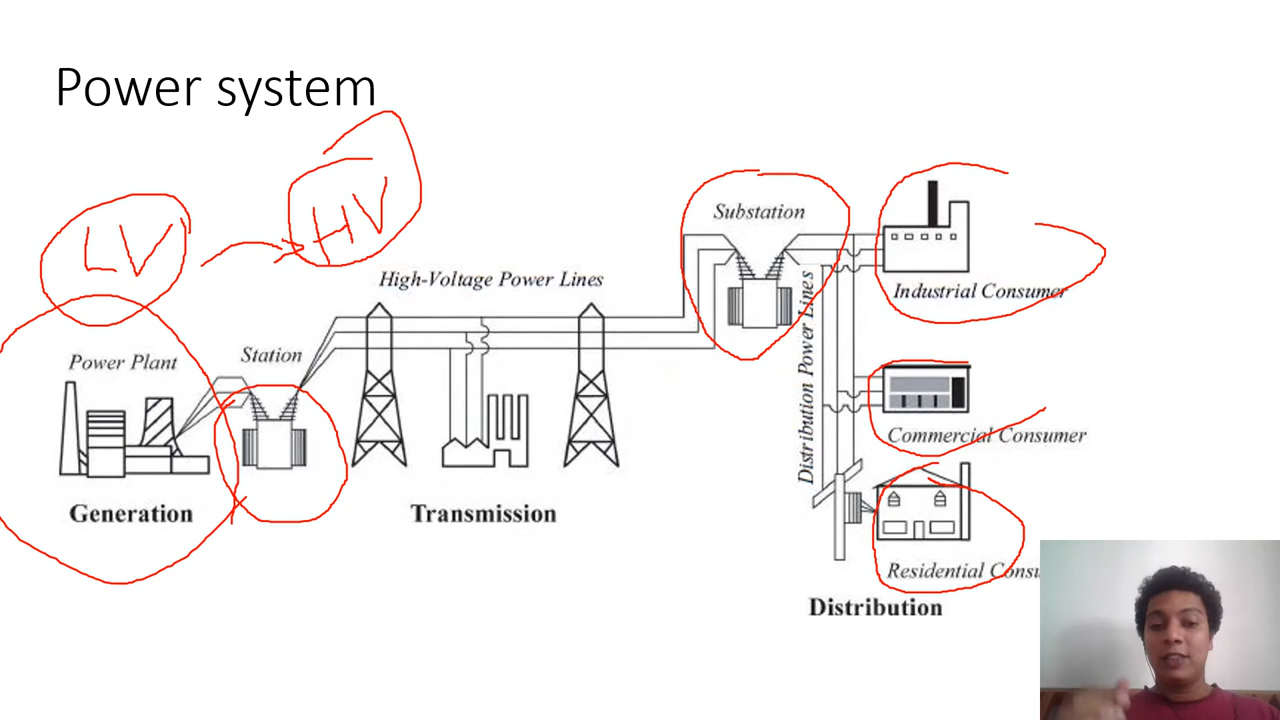 Power system
LV
HV
Substation
High-Voltage Power Lines
Industrial Consumer
Power Plant
Station
Distribution Power Lines
Commercial Consumer
Generation
Transmission
Residential Consu
Distribution